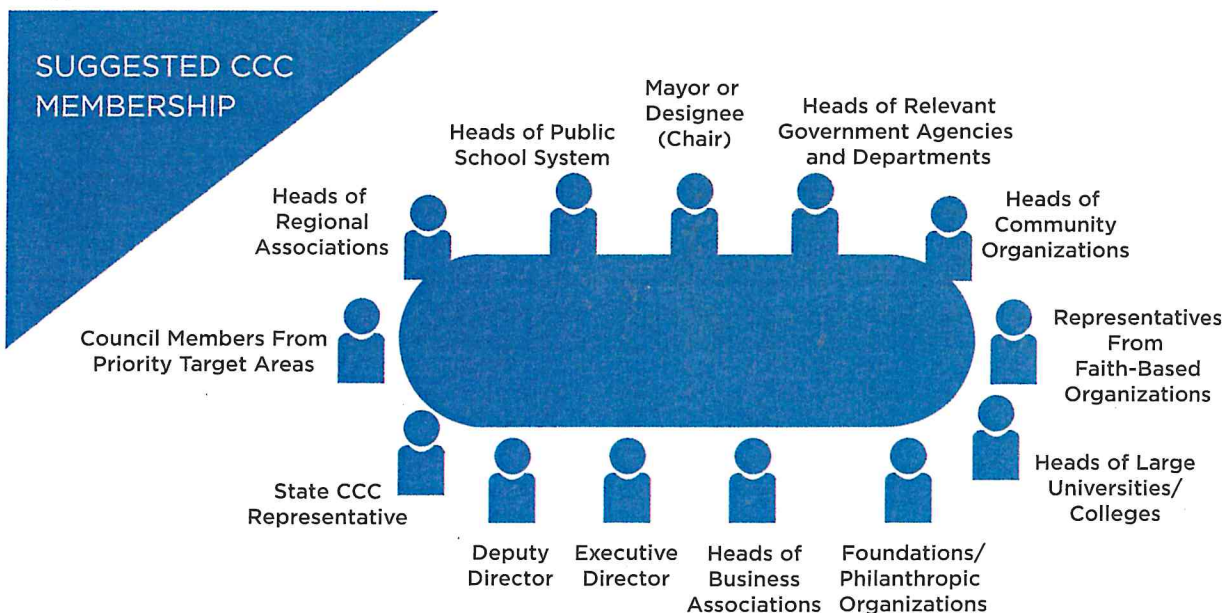 SUGGESTED CCC
MEMBERSHIP
Mayor or
Designee
(Chair)
Heads of Public
School System
Heads of Relevant
Government Agencies
and Departments
Heads of
Regional
Associations
Heads of
Community
Organizations
Council Members From
Priority Target Areas
Representatives
From
Faith-Based
Organizations
State CCC
Representative
Heads of Large
Universities/
Colleges
Deputy
Director
Executive
Director
Heads of
Business
Associations
Foundations/
Philanthropic
Organizations